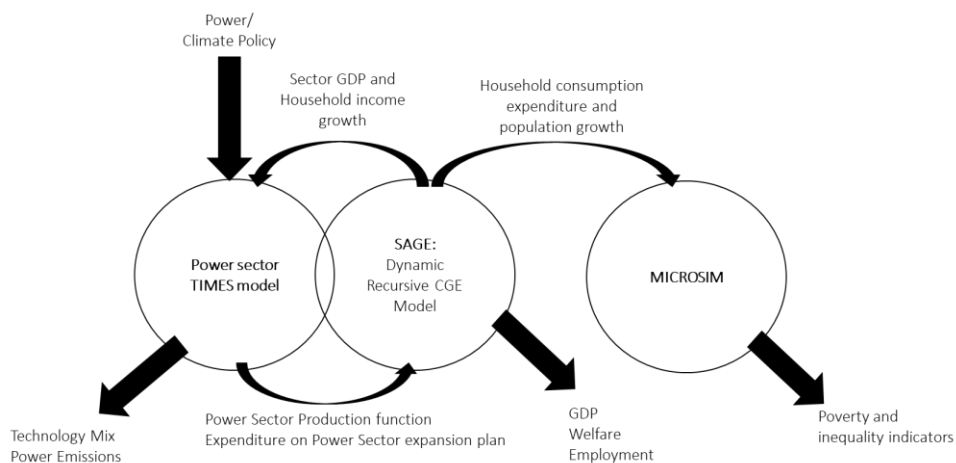 Power/
Climate Policy
Sector GDP and
Household income
growth
Household consumption
expenditure and
population growth
Power sector
TIMES model
SAGE:
Dynamic
Recursive CGE
Model
MICROSIM
Technology Mix
Power Emissions
Power Sector Production function
Expenditure on Power Sector expansion plan
GDP
Welfare
Employment
Poverty and
inequality indicators